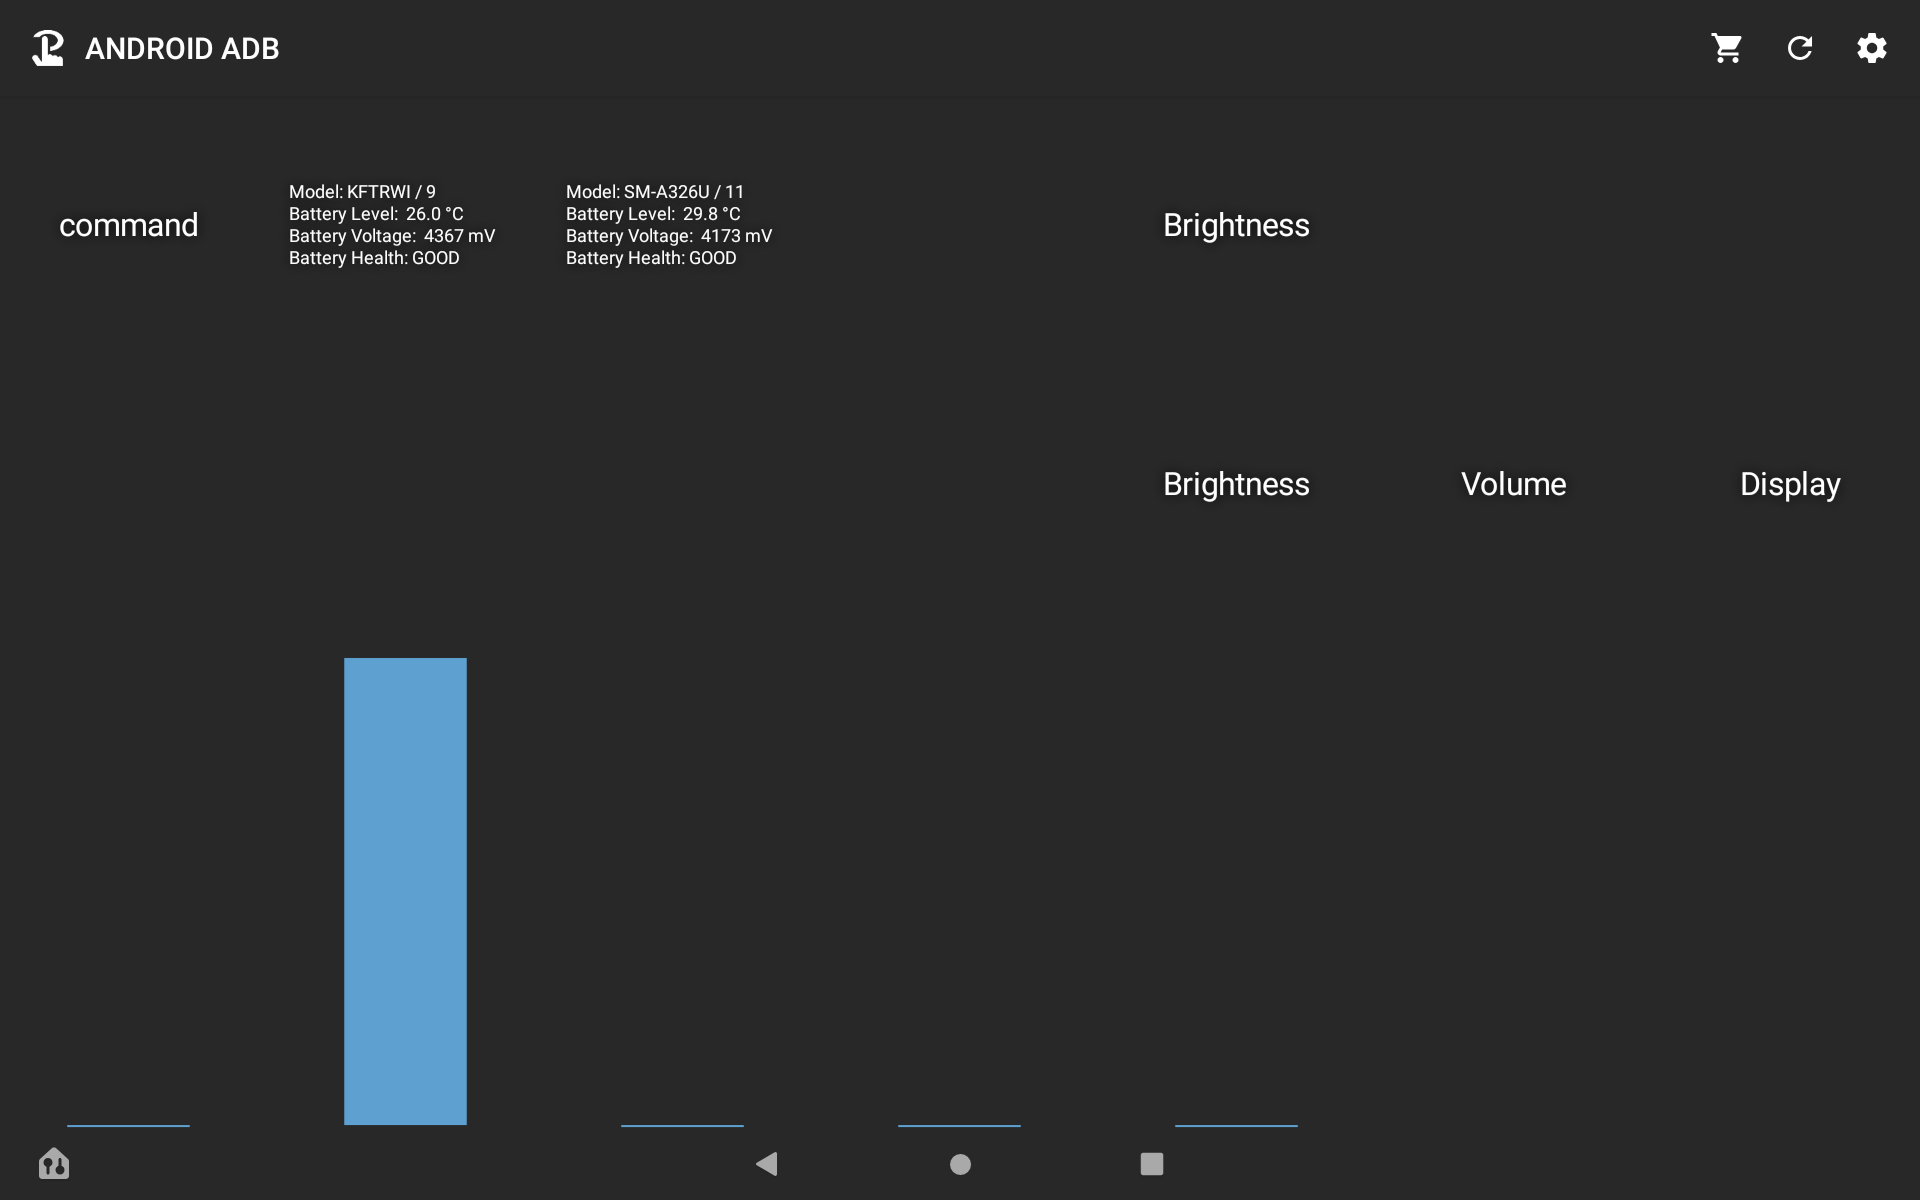 ANDROID ADB
command
Model: KFTRWI / 9
Battery Level:  26.0 °C
Battery Voltage:  4367 mV
Battery Health: GOOD
Model: SM-A326U / 11
Battery Level:  29.8 °C
Battery Voltage:  4173 mV
Battery Health: GOOD
Brightness
Brightness
Volume
Display